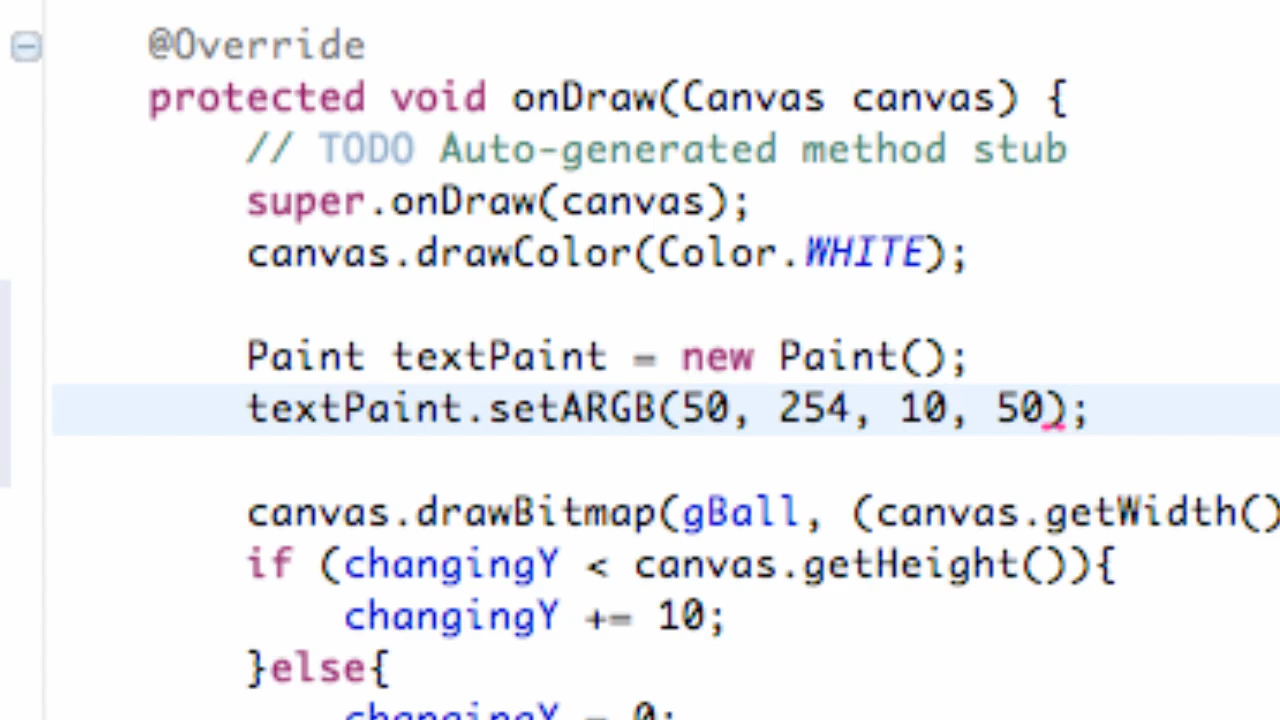 @Override
protected void onDraw(Canvas canvas) {
// TODO Auto-generated method stub
super.onDraw(canvas);
canvas.drawColor(Color.WHITE);
Paint textPaint = new Paint();
textPaint.setARGB(50, 254, 10, 50);
canvas.drawBitmap(gBall, (canvas.getWidth()
if (changingY < canvas.getHeight()){
changingY += 10;
}else{
changingY = 0;